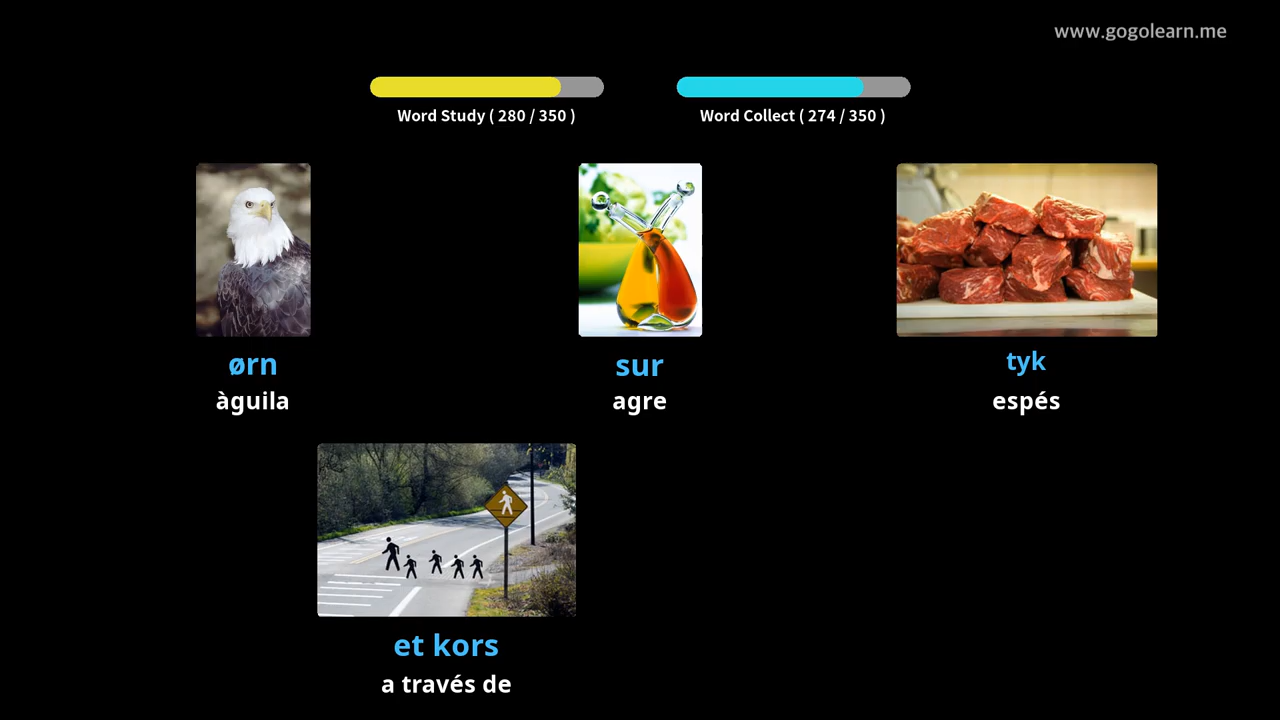 www.gogolearn.me
Word Study ( 280 / 350 )
Word Collect ( 274 / 350 )
ørn
sur
tyk
àguila
agre
espés
et kors
a través de